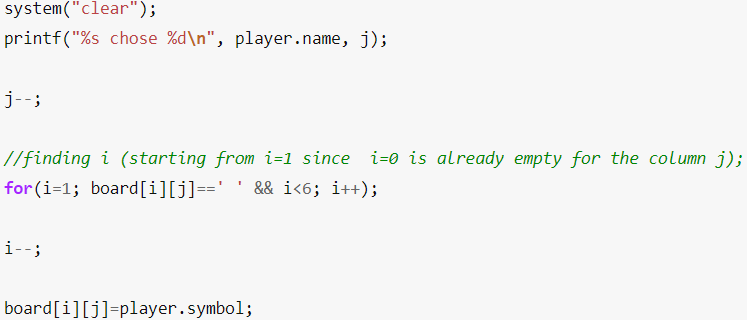 system("clear");
printf("%s chose %d\n", player.name, j);
j--;
//finding i (starting from i=1 since  i=0 is already empty for the column j);
for(i=1; board[i][j]==' ' && i<6; i++);
i--;
board[i][j]=player.symbol;